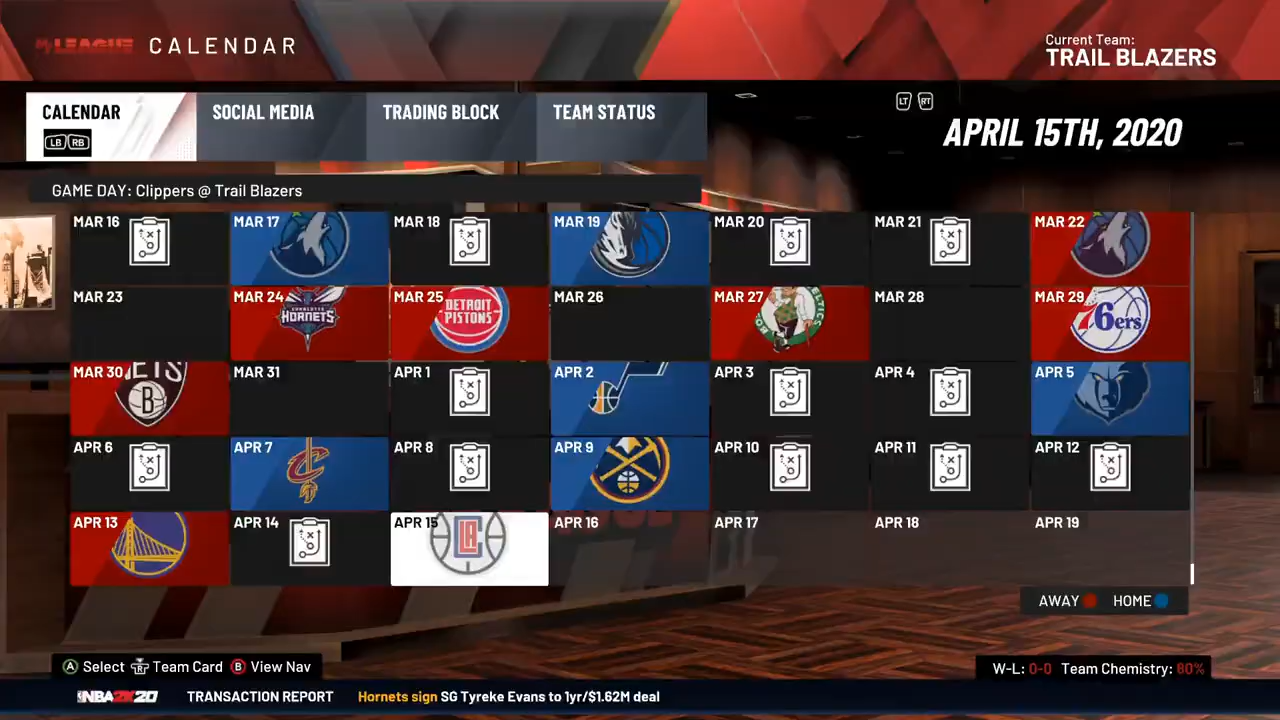 MYLEAGUE CALENDAR
Current Team:
TRAIL BLAZERS
CALENDAR SOCIAL MEDIA TRADING BLOCK TEAM STATUS
LB RB
LT RT
APRIL 15TH, 2020
GAME DAY: Clippers @ Trail Blazers
MAR 16 MAR 17 MAR 18 MAR 19 MAR 20 MAR 21 MAR 22
MAR 23 MAR 24 MAR 25 MAR 26 MAR 27 MAR 28 MAR 29
HORNETS
DETROIT
PISTONS
CELTICS
76ers
MAR 30 MAR 31 APR 1 APR 2 APR 3 APR 4 APR 5
B
APR 6 APR 7 APR 8 APR 9 APR 10 APR 11 APR 12
C
APR 13 APR 14 APR 15 APR 16 APR 17 APR 18 APR 19
LA
AWAY HOME
A Select R Team Card B View Nav
W-L: 0-0 Team Chemistry: 80%
NBA2K20 TRANSACTION REPORT Hornets sign SG Tyreke Evans to 1yr/$1.62M deal